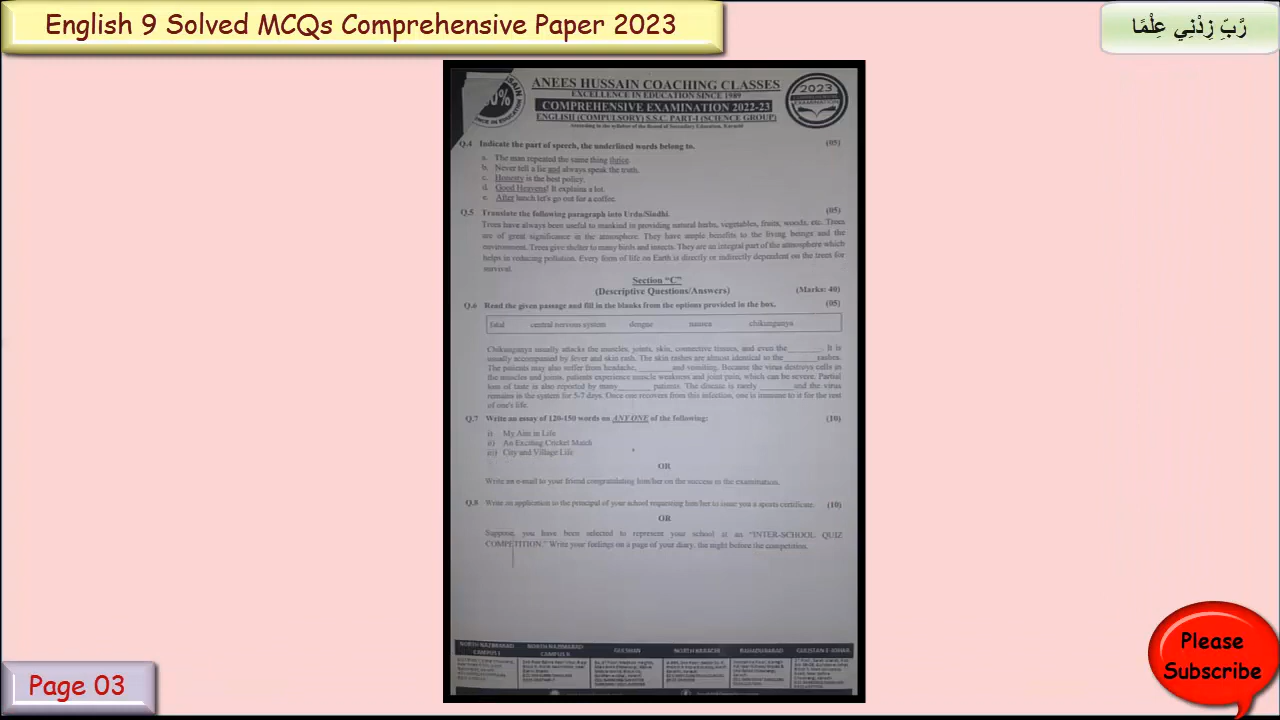 English 9 Solved MCQs Comprehensive Paper 2023
رَّبِّ زِدْنِي عِلْمًا
ANEES HUSSAIN COACHING CLASSES
EXCELLENCE IN EDUCATION SINCE 1989
COMPREHENSIVE EXAMINATION 2022-23
ENGLISH (COMPULSORY) S.S.C. PART-I (SCIENCE GROUP)
According to the syllabus of the Board of Secondary Education, Karachi
2023
Q.4 Indicate the part of speech, the underlined words belong to. (05)
a. The man repeated the same thing thrice.
b. Never tell a lie and always speak the truth.
c. Honesty is the best policy.
d. Good Heavens! It explains a lot.
e. After lunch let's go out for a coffee.
Q.5 Translate the following paragraph into Urdu/Sindhi. (05)
Trees have always been useful to mankind in providing natural herbs, vegetables, fruits, woods, etc. Trees
are of great significance in the atmosphere. They have ample benefits to the living beings and the
environment. Trees give shelter to many birds and insects. They are an integral part of the atmosphere which
helps in reducing pollution. Every form of life on Earth is directly or indirectly dependent on the trees for
survival.
Section "C"
(Descriptive Questions/Answers) (Marks: 40)
Q.6 Read the given passage and fill in the blanks from the options provided in the box. (05)
fatal central nervous system dengue nausea chikungunya
Chikungunya usually attacks the muscles, joints, skin, connective tissues, and even the________. It is
usually accompanied by fever and skin rash. The skin rashes are almost identical to the _______ rashes.
The patients may also suffer from headache,________ and vomiting. Because the virus destroys cells in
the muscles and joints, patients experience muscle weakness and joint pain, which can be severe. Partial
loss of taste is also reported by many_______ patients. The disease is rarely _______ and the virus
remains in the system for 5-7 days. Once one recovers from this infection, one is immune to it for the rest
of one's life.
Q.7 Write an essay of 120-150 words on ANY ONE of the following: (10)
i) My Aim in Life
ii) An Exciting Cricket Match
iii) City and Village Life
OR
Write an e-mail to your friend congratulating him/her on the success in the examination.
Q.8 Write an application to the principal of your school requesting him/her to issue you a sports certificate. (10)
OR
Suppose, you have been selected to represent your school at an "INTER-SCHOOL QUIZ
COMPETITION." Write your feelings on a page of your diary, the night before the competition.
NORTH NAZIMABAD CAMPUS I
NORTH NAZIMABAD CAMPUS II
GULSHAN
NORTH KARACHI
BAHADURABAD
GULISTAN-E-JOHAR
Page 03
Please
Subscribe